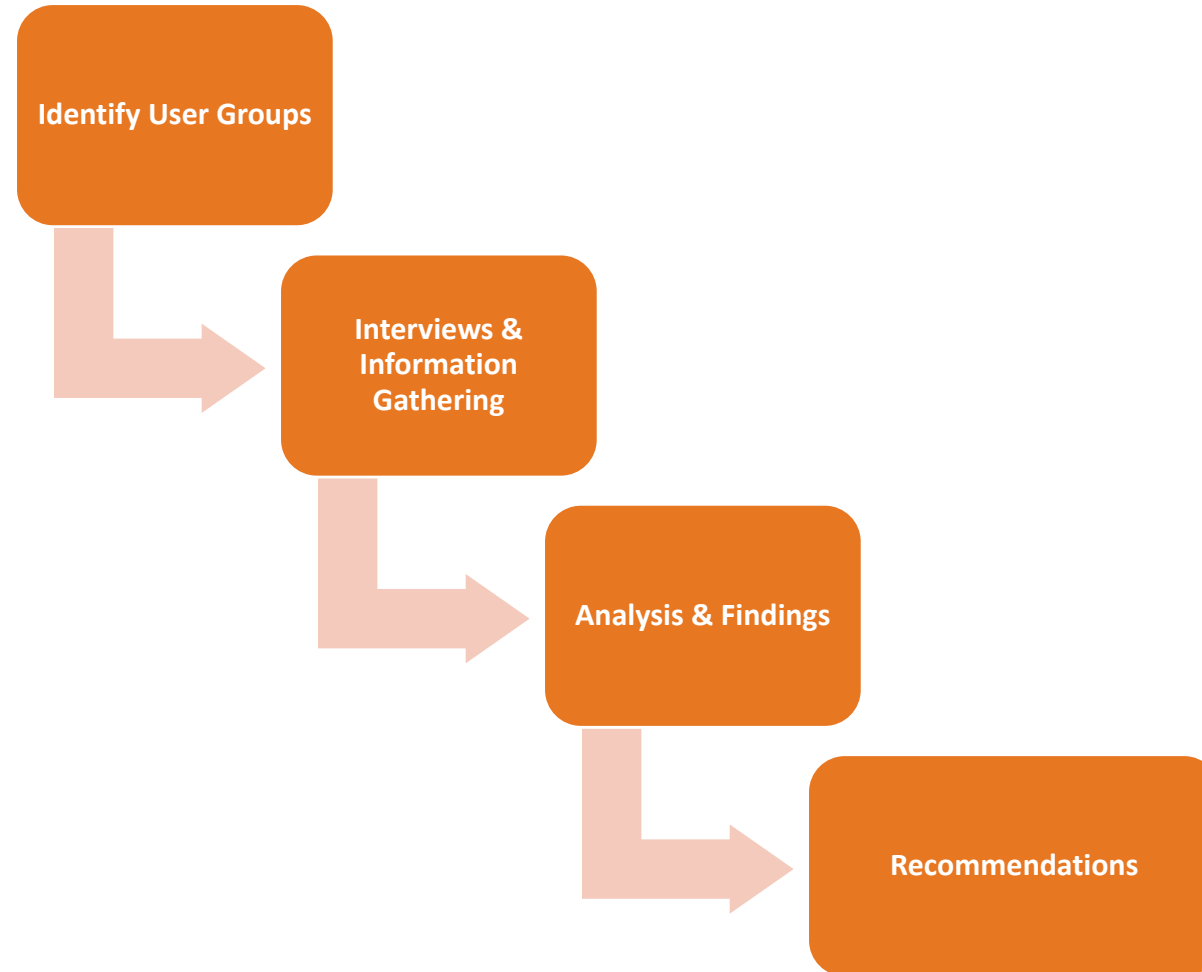 Identify User Groups
Interviews &
Information
Gathering
Analysis & Findings
Recommendations